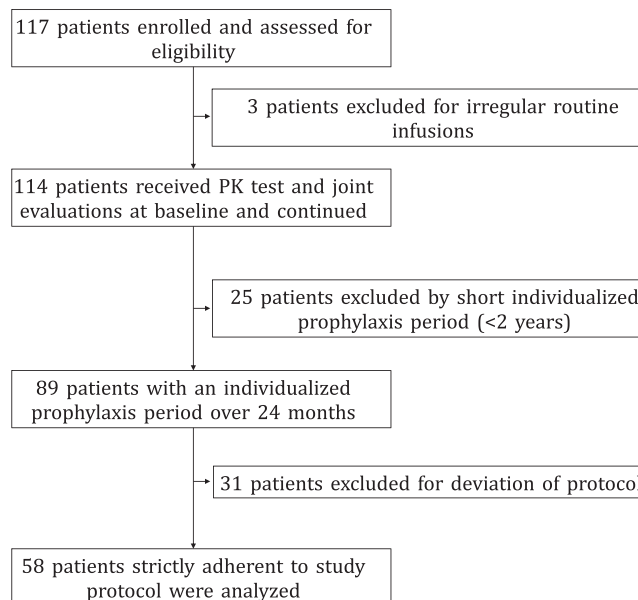 117 patients enrolled and assessed for
eligibility
3 patients excluded for irregular routine
infusions
114 patients received PK test and joint
evaluations at baseline and continued
25 patients excluded by short individualized
prophylaxis period (<2 years)
89 patients with an individualized
prophylaxis period over 24 months
31 patients excluded for deviation of protocol
58 patients strictly adherent to study
protocol were analyzed